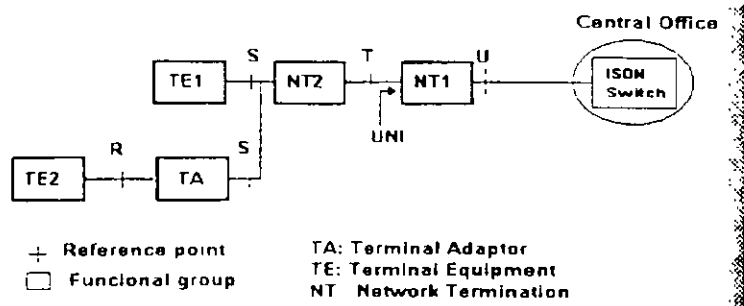 Central Office
S
T
U
TE1
NT2
NT1
ISDN
Switch
UNI
R
S
TE2
TA
Reference point
Funcional group
TA: Terminal Adaptor
TE: Terminal Equipment
NT Network Termination